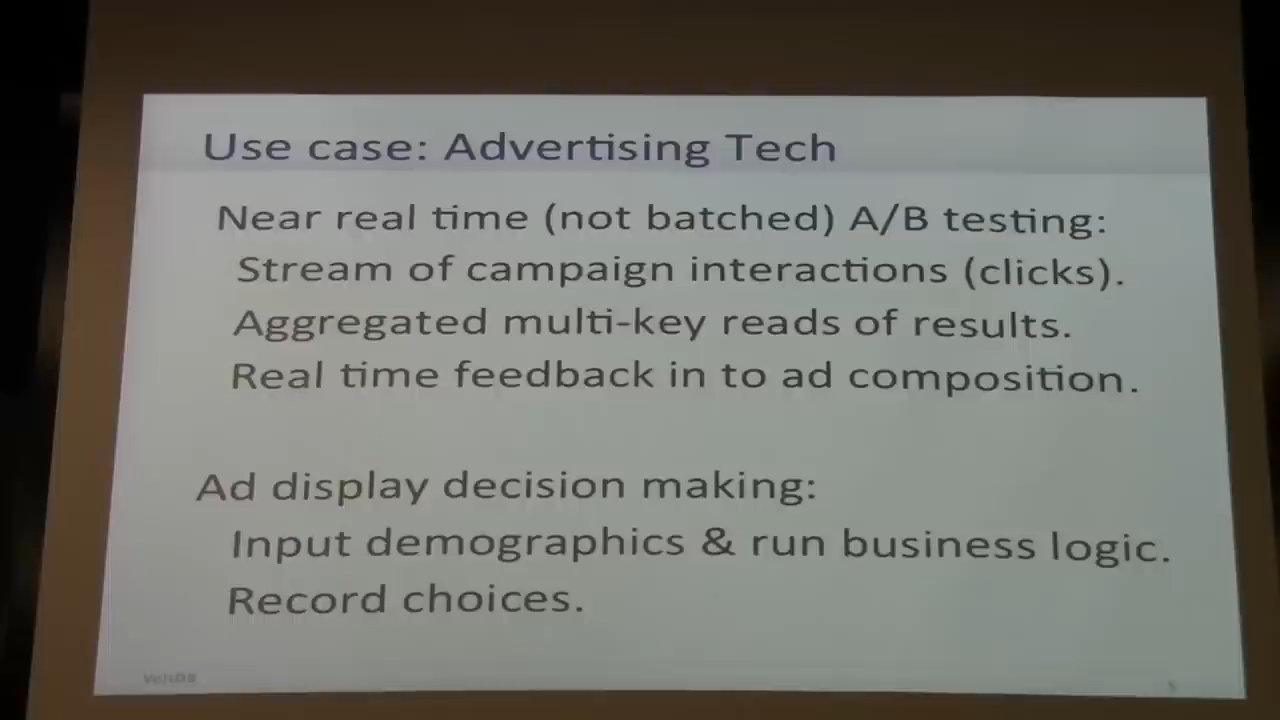 Use case: Advertising Tech
Near real time (not batched) A/B testing:
Stream of campaign interactions (clicks).
Aggregated multi-key reads of results.
Real time feedback in to ad composition.
Ad display decision making:
Input demographics & run business logic.
Record choices.